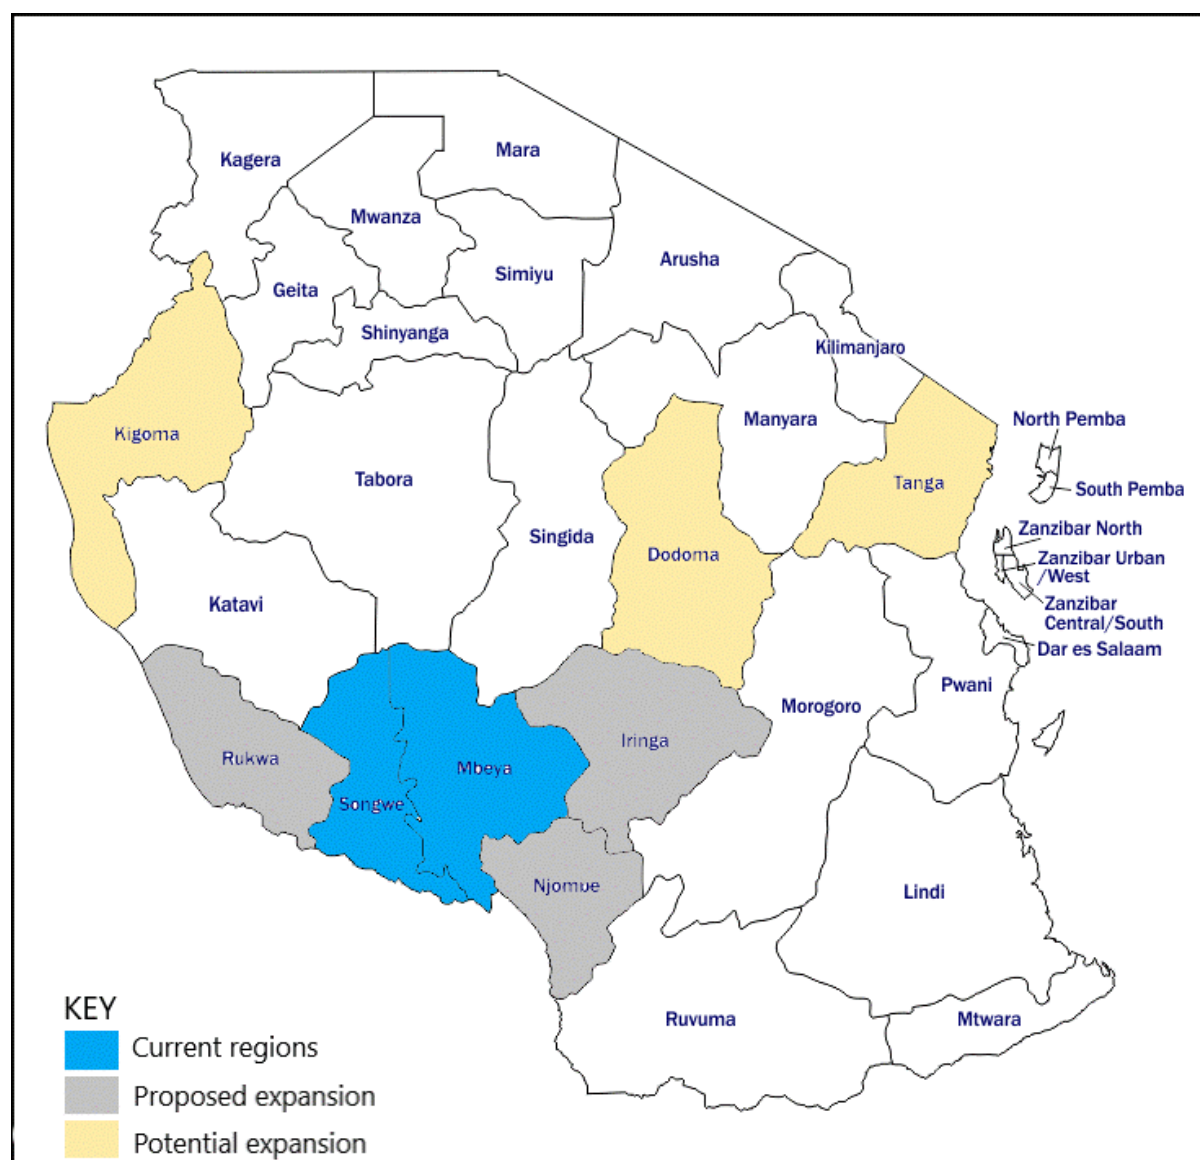 Kagera
Mara
Mwanza
Arusha
Simiyu
Geita
Shinyanga
Kilimanjaro
North Pemba
Manyara
Kigoma
Tabora
Tanga
South Pemba
Zanzibar North
Singida
Dodoma
Zanzibar Urban
/West
Katavi
Zanzibar
Central/South
Dar es Salaam
Pwani
Morogoro
Iringa
Rukwa
Mbeya
Songwe
Njombe
Lindi
Ruvuma
Mtwara
KEY
Current regions
Proposed expansion
Potential expansion